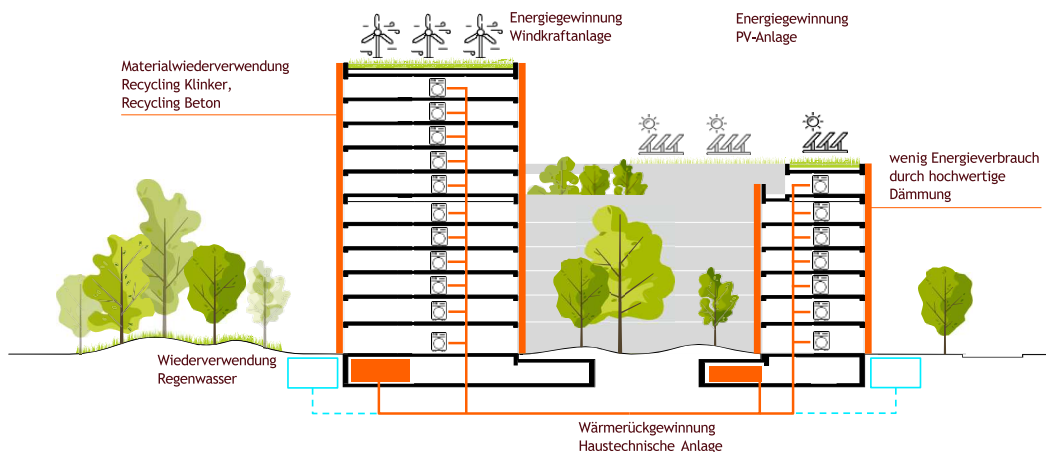 Energiegewinnung
Windkraftanlage
Energiegewinnung
PV-Anlage
Materialwiederverwendung
Recycling Klinker,
Recycling Beton
wenig Energieverbrauch
durch hochwertige
Dämmung
Wiederverwendung
Regenwasser
Wärmerückgewinnung
Haustechnische Anlage